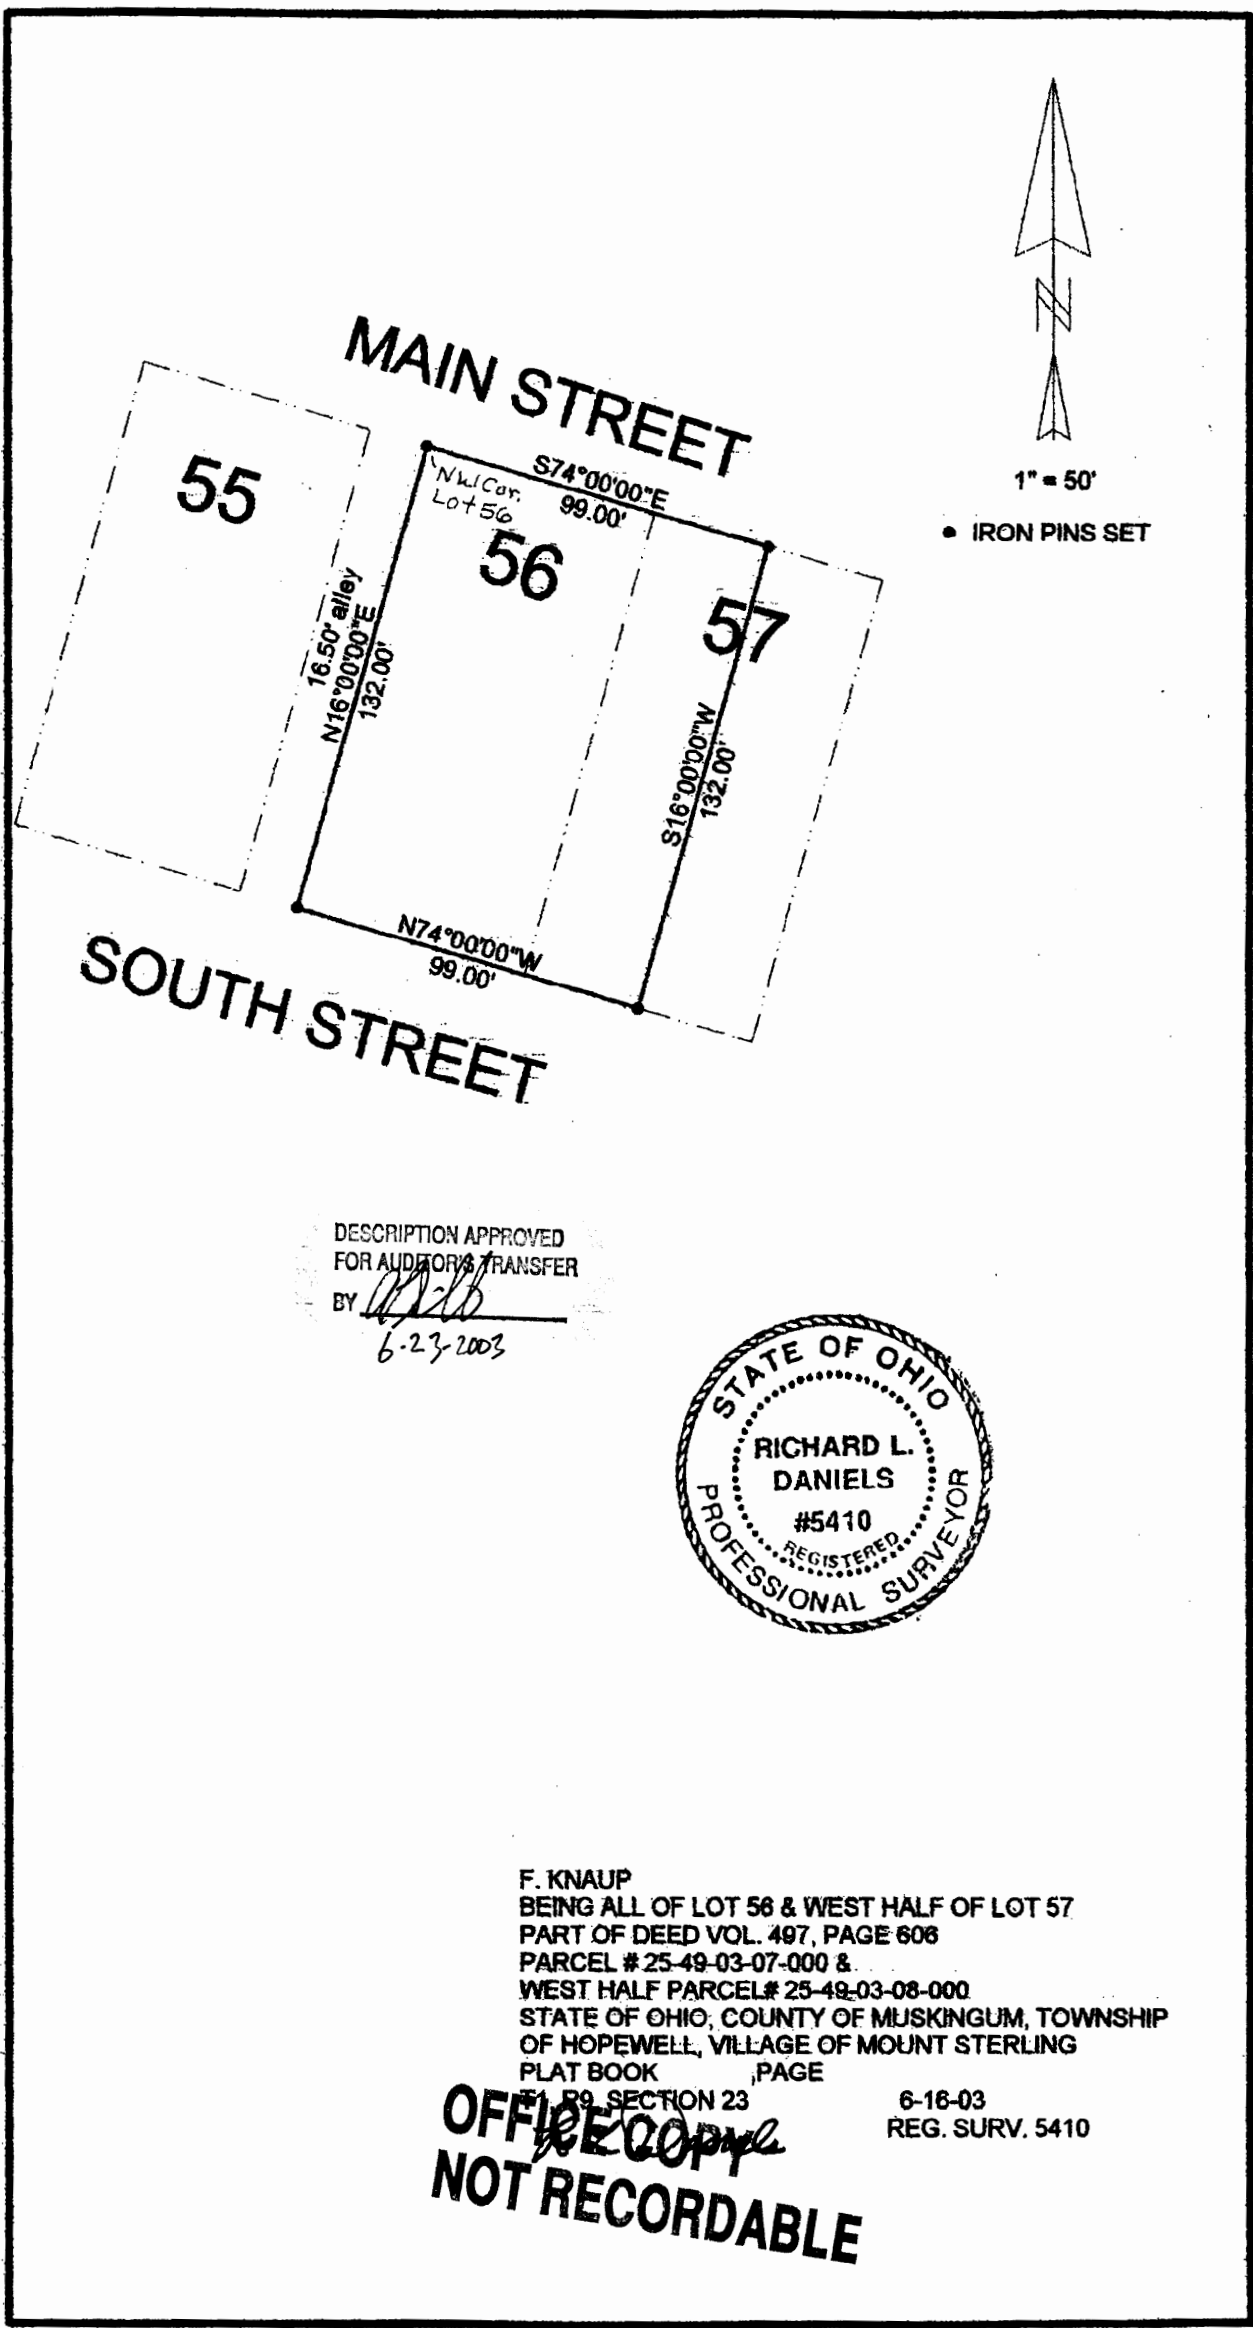 MAIN STREET
N
1" = 50'
● IRON PINS SET
55
S74°00'00"E
99.00'
NW Cor.
Lot 56
56
57
16.50' alley
N16°00'00"E
132.00'
S16°00'00"W
132.00'
N74°00'00"W
99.00'
SOUTH STREET
DESCRIPTION APPROVED
FOR AUDITOR'S TRANSFER
BY
6-23-2003
STATE OF OHIO
RICHARD L.
DANIELS
#5410
REGISTERED
PROFESSIONAL SURVEYOR
F. KNAUP
BEING ALL OF LOT 56 & WEST HALF OF LOT 57
PART OF DEED VOL. 497, PAGE 606
PARCEL # 25-49-03-07-000 &
WEST HALF PARCEL# 25-49-03-08-000
STATE OF OHIO, COUNTY OF MUSKINGUM, TOWNSHIP
OF HOPEWELL, VILLAGE OF MOUNT STERLING
PLAT BOOK ,PAGE
T1, R9, SECTION 23 6-16-03
REG. SURV. 5410
OFFICE COPY
NOT RECORDABLE